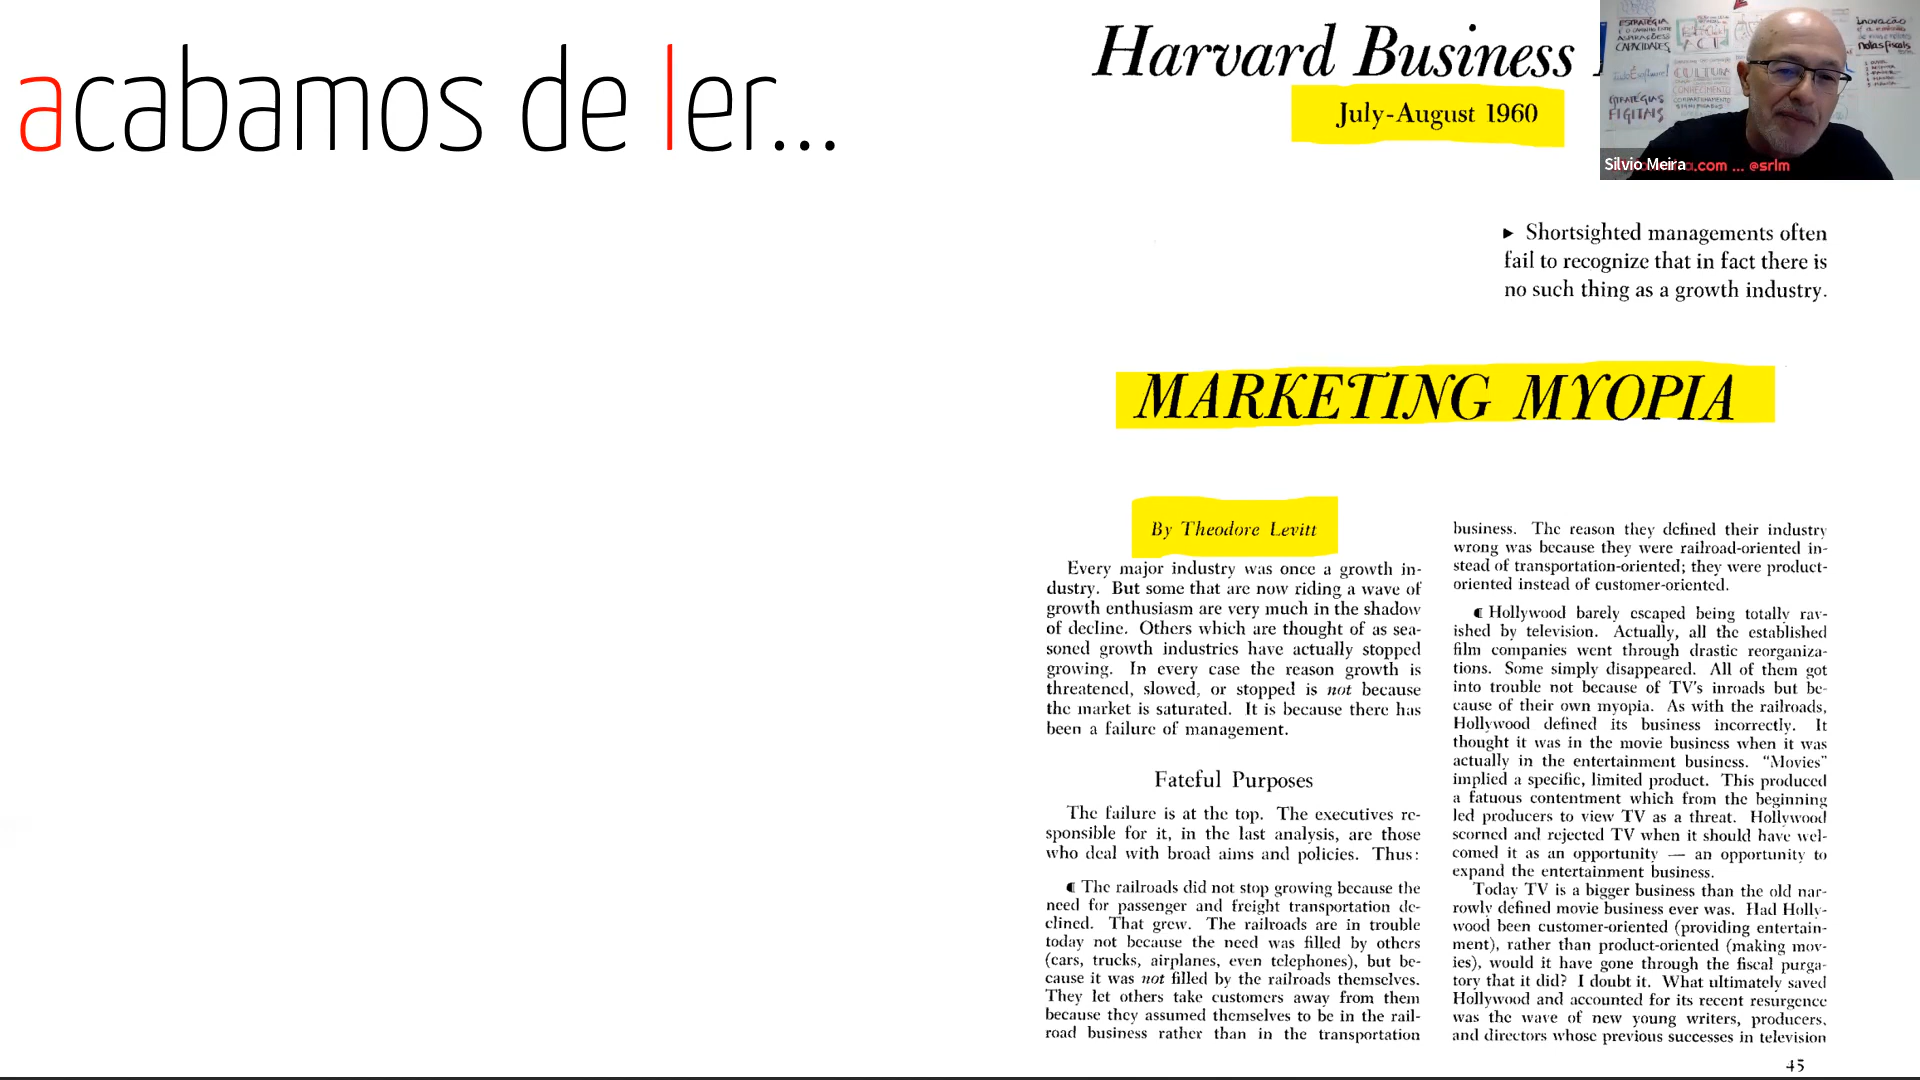 acabamos de ler...
Harvard Business
July-August 1960
ESTRATÉGIA
ASPIRAÇÕES
CAPACIDADES
CULTURA
CONHECIMENTO
COMPORTAMENTO
ESTRATÉGIAS
FIGITAIS
inovação
notas fiscais
Silvio Meira
.com ... @srlm
► Shortsighted managements often
fail to recognize that in fact there is
no such thing as a growth industry.
MARKETING MYOPIA
By Theodore Levitt
Every major industry was once a growth in-
dustry. But some that are now riding a wave of
growth enthusiasm are very much in the shadow
of decline. Others which are thought of as sea-
soned growth industries have actually stopped
growing. In every case the reason growth is
threatened, slowed, or stopped is not because
the market is saturated. It is because there has
been a failure of management.
Fateful Purposes
The failure is at the top. The executives re-
sponsible for it, in the last analysis, are those
who deal with broad aims and policies. Thus:
¶ The railroads did not stop growing because the
need for passenger and freight transportation de-
clined. That grew. The railroads are in trouble
today not because the need was filled by others
(cars, trucks, airplanes, even telephones), but be-
cause it was not filled by the railroads themselves.
They let others take customers away from them
because they assumed themselves to be in the rail-
road business rather than in the transportation
business. The reason they defined their industry
wrong was because they were railroad-oriented in-
stead of transportation-oriented; they were product-
oriented instead of customer-oriented.
¶ Hollywood barely escaped being totally rav-
ished by television. Actually, all the established
film companies went through drastic reorganiza-
tions. Some simply disappeared. All of them got
into trouble not because of TV's inroads but be-
cause of their own myopia. As with the railroads,
Hollywood defined its business incorrectly. It
thought it was in the movie business when it was
actually in the entertainment business. "Movies"
implied a specific, limited product. This produced
a fatuous contentment which from the beginning
led producers to view TV as a threat. Hollywood
scorned and rejected TV when it should have wel-
comed it as an opportunity — an opportunity to
expand the entertainment business.
Today TV is a bigger business than the old nar-
rowly defined movie business ever was. Had Holly-
wood been customer-oriented (providing entertain-
ment), rather than product-oriented (making mov-
ies), would it have gone through the fiscal purga-
tory that it did? I doubt it. What ultimately saved
Hollywood and accounted for its recent resurgence
was the wave of new young writers, producers,
and directors whose previous successes in television
45